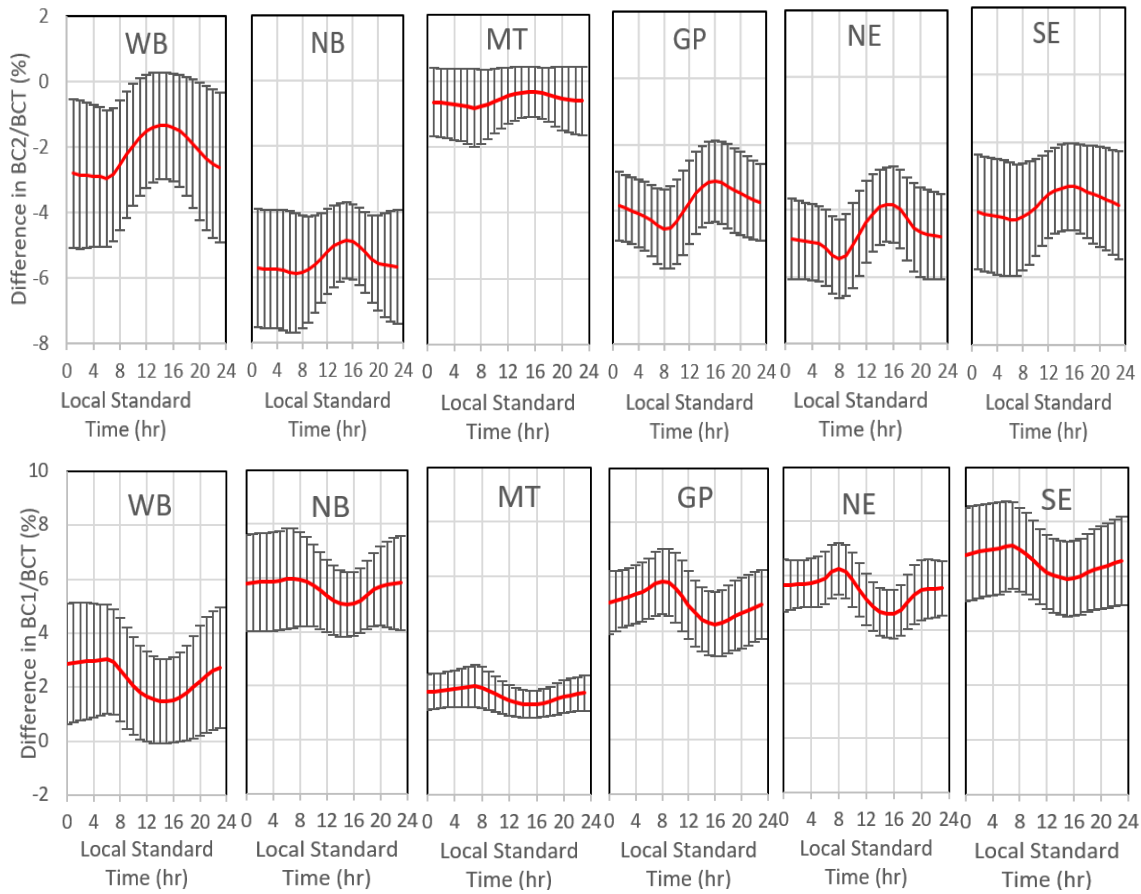 Difference in BC2/BCT (%)
2
0
-2
-4
-6
-8
WB
NB
MT
GP
NE
SE
0 4 8 12 16 20 24
0 4 8 12 16 20 24
0 4 8 12 16 20 24
0 4 8 12 16 20 24
0 4 8 12 16 20 24
0 4 8 12 16 20 24
Local Standard
Time (hr)
Local Standard
Time (hr)
Local Standard
Time (hr)
Local Standard
Time (hr)
Local Standard
Time (hr)
Local Standard
Time (hr)
Difference in BC1/BCT (%)
10
8
6
4
2
0
-2
WB
NB
MT
GP
NE
SE
0 4 8 12 16 20 24
0 4 8 12 16 20 24
0 4 8 12 16 20 24
0 4 8 12 16 20 24
0 4 8 12 16 20 24
0 4 8 12 16 20 24
Local Standard
Time (hr)
Local Standard
Time (hr)
Local Standard
Time (hr)
Local Standard
Time (hr)
Local Standard
Time (hr)
Local Standard
Time (hr)